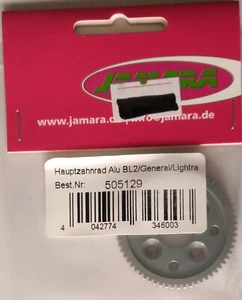 JAMARA
www.jamara.de / info@jamara.de
Hauptzahnrad Alu BL2/General/Lightra
Best.Nr: 505129
4 042774 346003